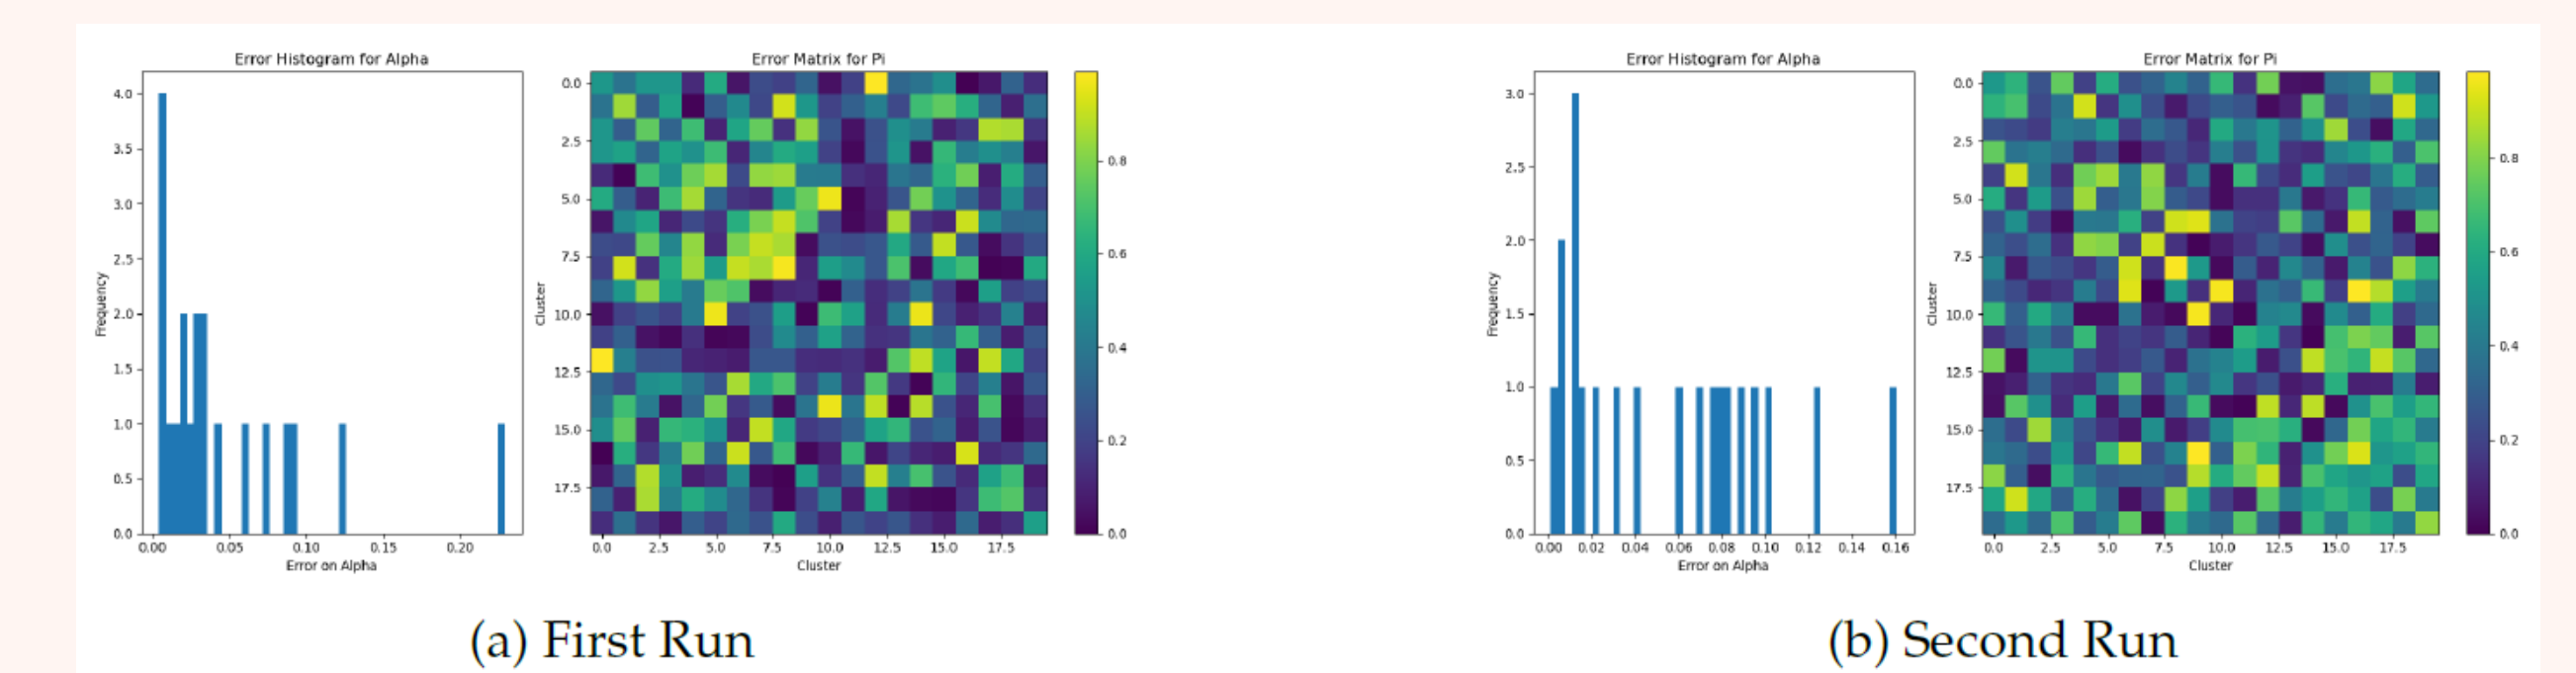 Error Histogram for Alpha
4.0
3.5
3.0
2.5
2.0
1.5
1.0
0.5
0.0
Frequency
0.00 0.05 0.10 0.15 0.20
Error on Alpha
Error Matrix for Pi
0.0
2.5
5.0
7.5
10.0
12.5
15.0
17.5
Cluster
0.0 2.5 5.0 7.5 10.0 12.5 15.0 17.5
Cluster
0.8
0.6
0.4
0.2
0.0
(a) First Run
Error Histogram for Alpha
3.0
2.5
2.0
1.5
1.0
0.5
0.0
Frequency
0.00 0.02 0.04 0.06 0.08 0.10 0.12 0.14 0.16
Error on Alpha
Error Matrix for Pi
0.0
2.5
5.0
7.5
10.0
12.5
15.0
17.5
Cluster
0.0 2.5 5.0 7.5 10.0 12.5 15.0 17.5
Cluster
0.8
0.6
0.4
0.2
0.0
(b) Second Run